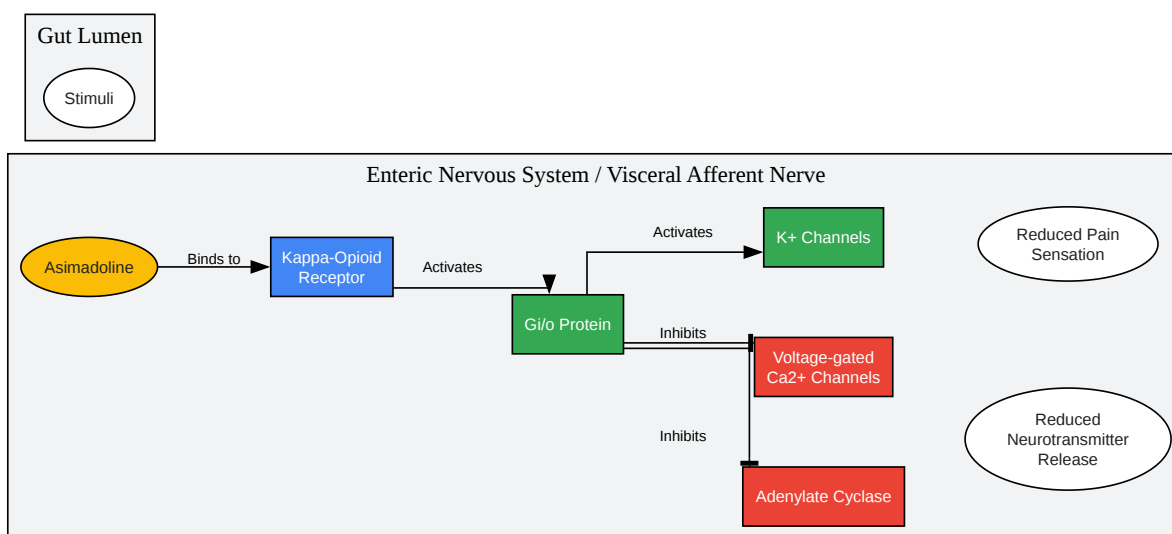 Gut Lumen
Stimuli
Enteric Nervous System / Visceral Afferent Nerve
Asimadoline
Binds to
Kappa-Opioid
Receptor
Activates
Gi/o Protein
Activates
K+ Channels
Inhibits
Voltage-gated
Ca2+ Channels
Inhibits
Adenylate Cyclase
Reduced Pain
Sensation
Reduced
Neurotransmitter
Release